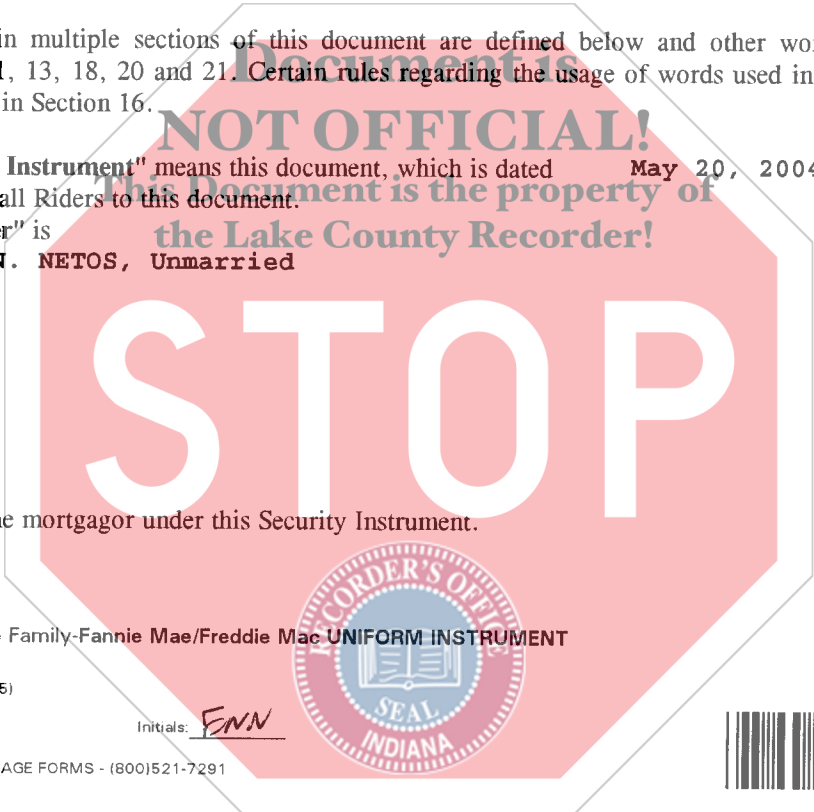 in multiple sections of this document are defined below and other wo
, 13, 18, 20 and 21. Certain rules regarding the usage of words used in
in Section 16.
Document is
NOT OFFICIAL!
This Document is the property of
the Lake County Recorder!
Instrument" means this document, which is dated May 20, 2004
all Riders to this document.
er" is
N. NETOS, Unmarried
STOP
e mortgagor under this Security Instrument.
RECORDER'S OFFICE
SEAL
INDIANA
Family-Fannie Mae/Freddie Mac UNIFORM INSTRUMENT
5)
Initials: ENN
AGE FORMS - (800)521-7291